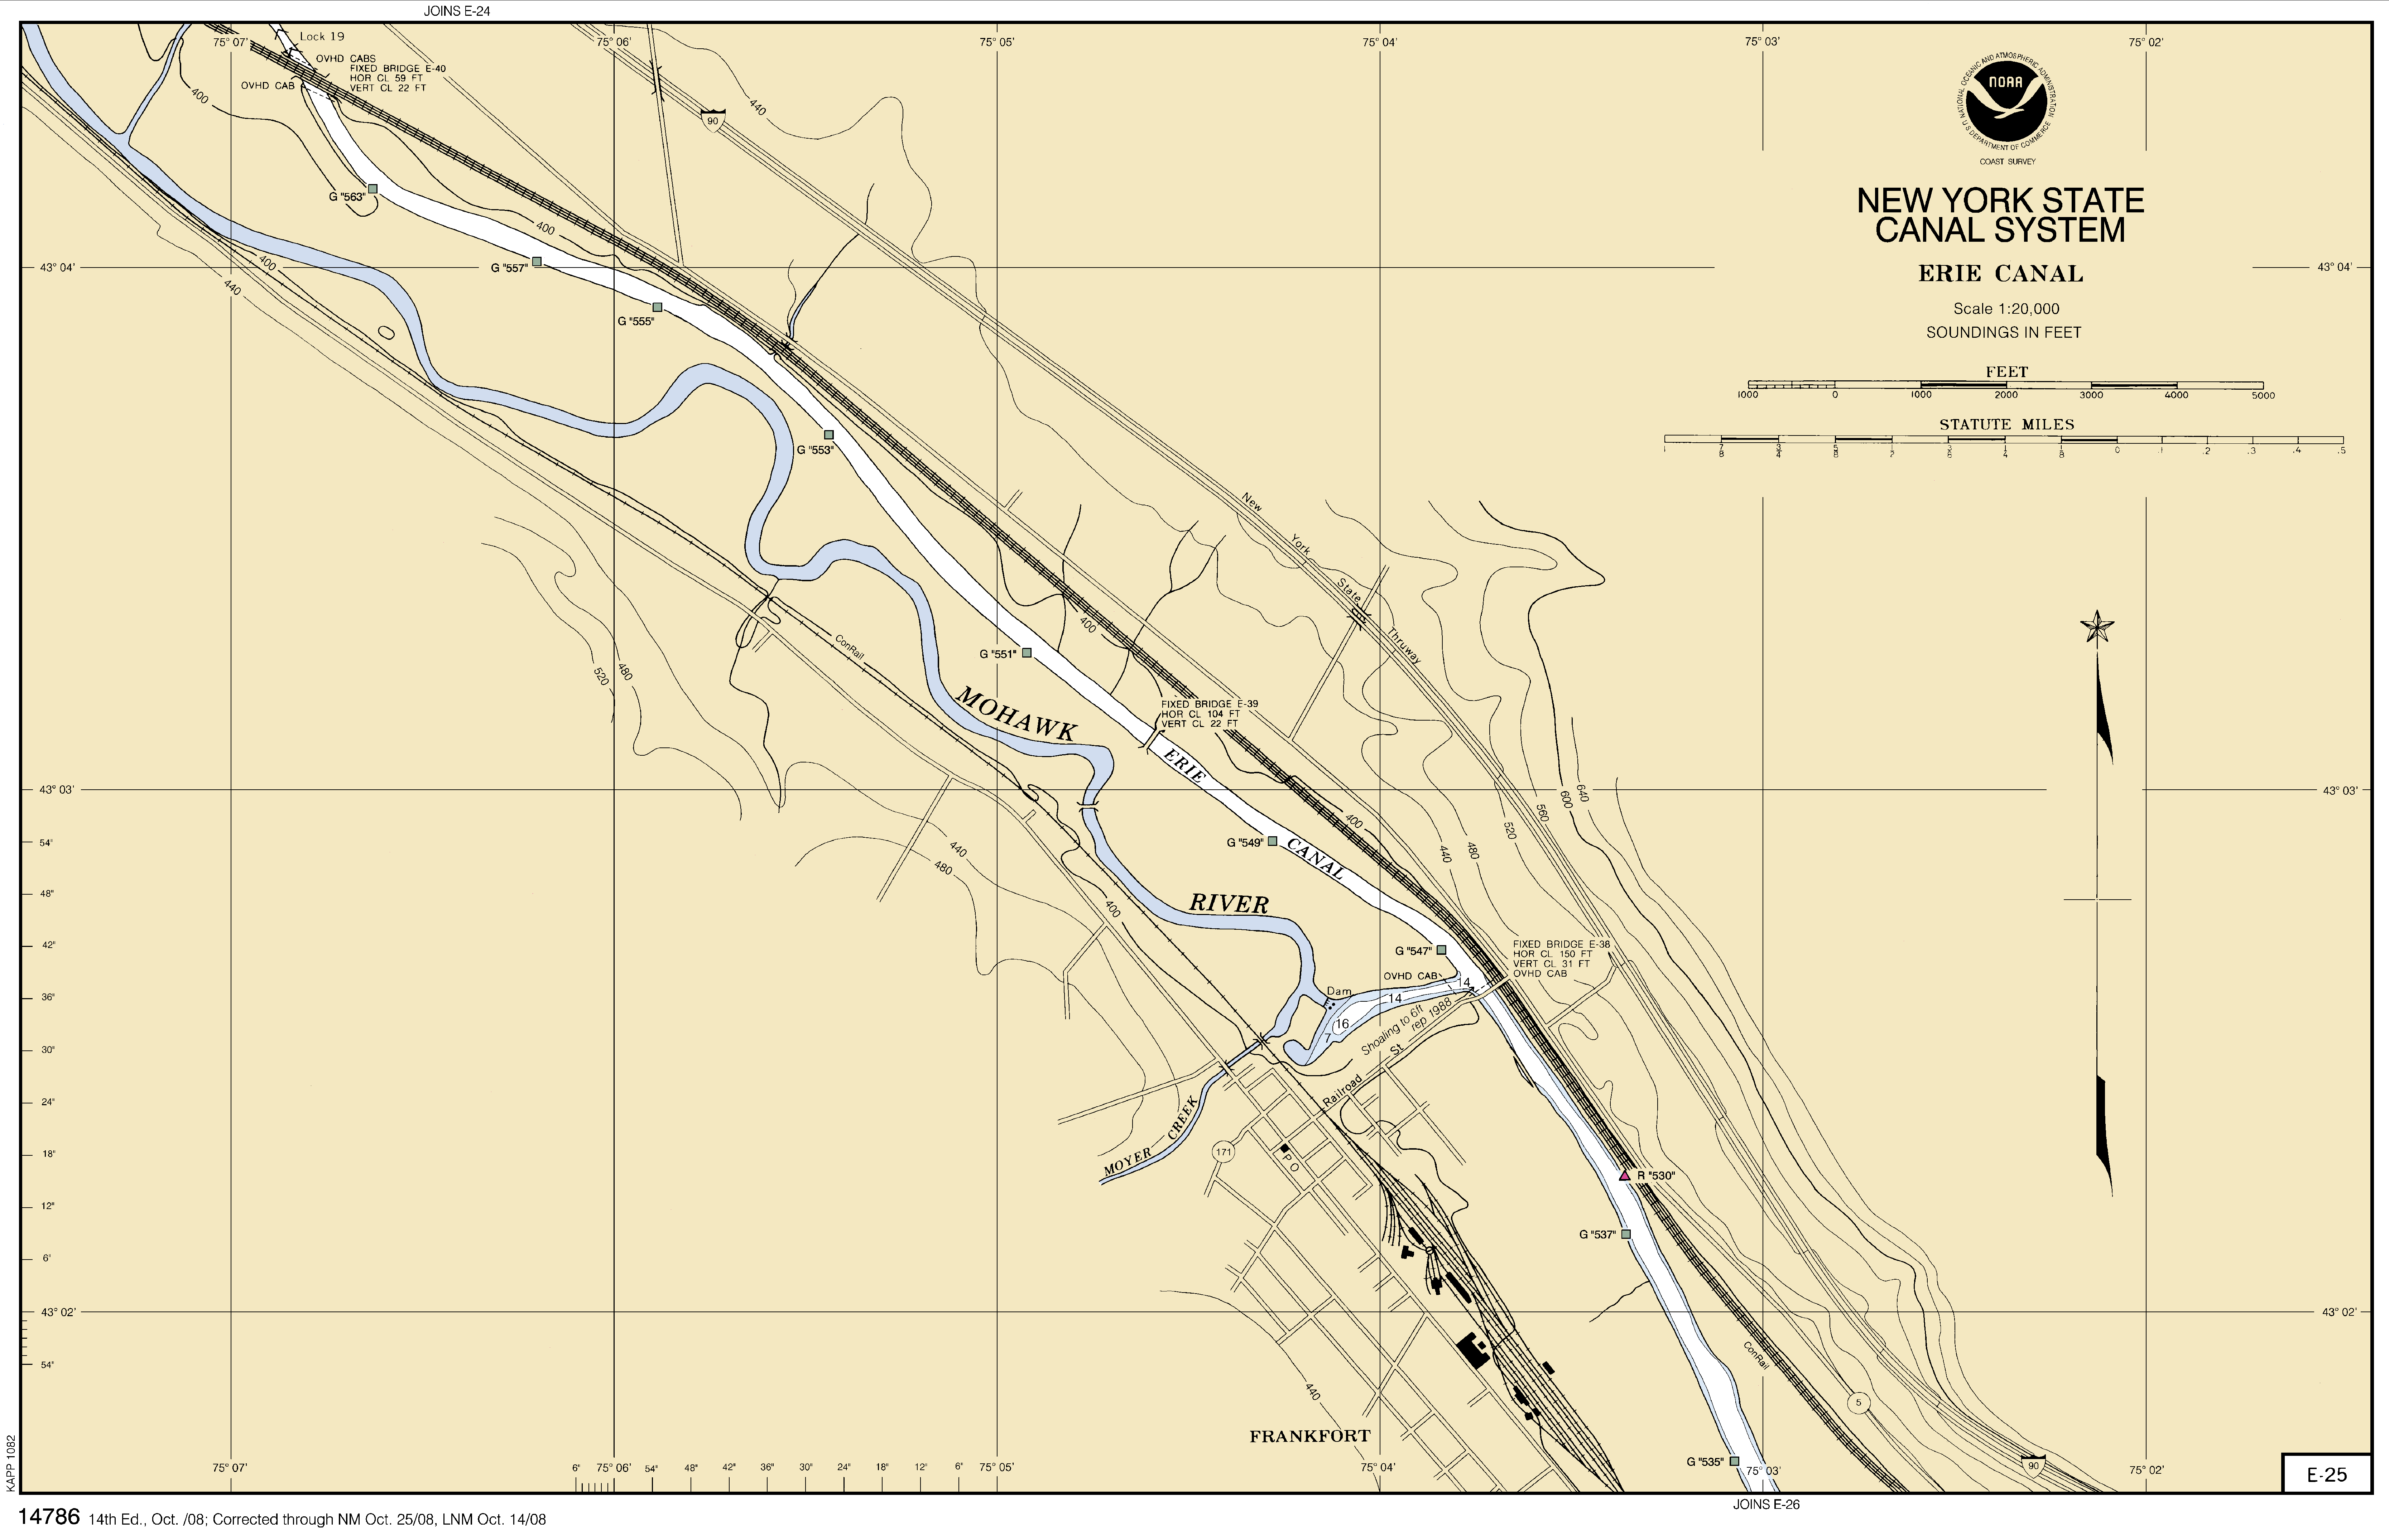 JOINS E-24
75° 07'
75° 06'
75° 05'
75° 04'
75° 03'
75° 02'
Lock 19
OVHD CABS
FIXED BRIDGE E-40
HOR CL 59 FT
VERT CL 22 FT
OVHD CAB
400
90
440
NATIONAL OCEANIC AND ATMOSPHERIC ADMINISTRATION
U.S. DEPARTMENT OF COMMERCE
NOAA
COAST SURVEY
NEW YORK STATE
CANAL SYSTEM
ERIE CANAL
Scale 1:20,000
SOUNDINGS IN FEET
FEET
1000 0 1000 2000 3000 4000 5000
STATUTE MILES
0 .1 .2 .3 .4 .5
G "563"
400
G "557"
43° 04'
43° 04'
400
440
G "555"
G "553"
New
York
State
Thruway
400
ConRail
G "551"
480
520
MOHAWK
FIXED BRIDGE E-39
HOR CL 104 FT
VERT CL 22 FT
ERIE
43° 03'
43° 03'
640
600
560
520
480
440
400
G "549"
CANAL
54"
440
480
48"
RIVER
400
42"
G "547"
FIXED BRIDGE E-38
HOR CL 150 FT
VERT CL 31 FT
OVHD CAB
OVHD CAB
14
14
Dam
36"
16
7
Shoaling to 6ft
rep 1988
30"
Railroad St
24"
MOYER CREEK
18"
171
P O
R "530"
12"
G "537"
6'
43° 02'
43° 02'
ConRail
54'
440
5
FRANKFORT
G "535"
90
75° 07'
6"
75° 06'
54"
48"
42"
36"
30"
24"
18"
12"
6"
75° 05'
75° 04'
75° 03'
75° 02'
E-25
KAPP 1082
JOINS E-26
14786 14th Ed., Oct. /08; Corrected through NM Oct. 25/08, LNM Oct. 14/08